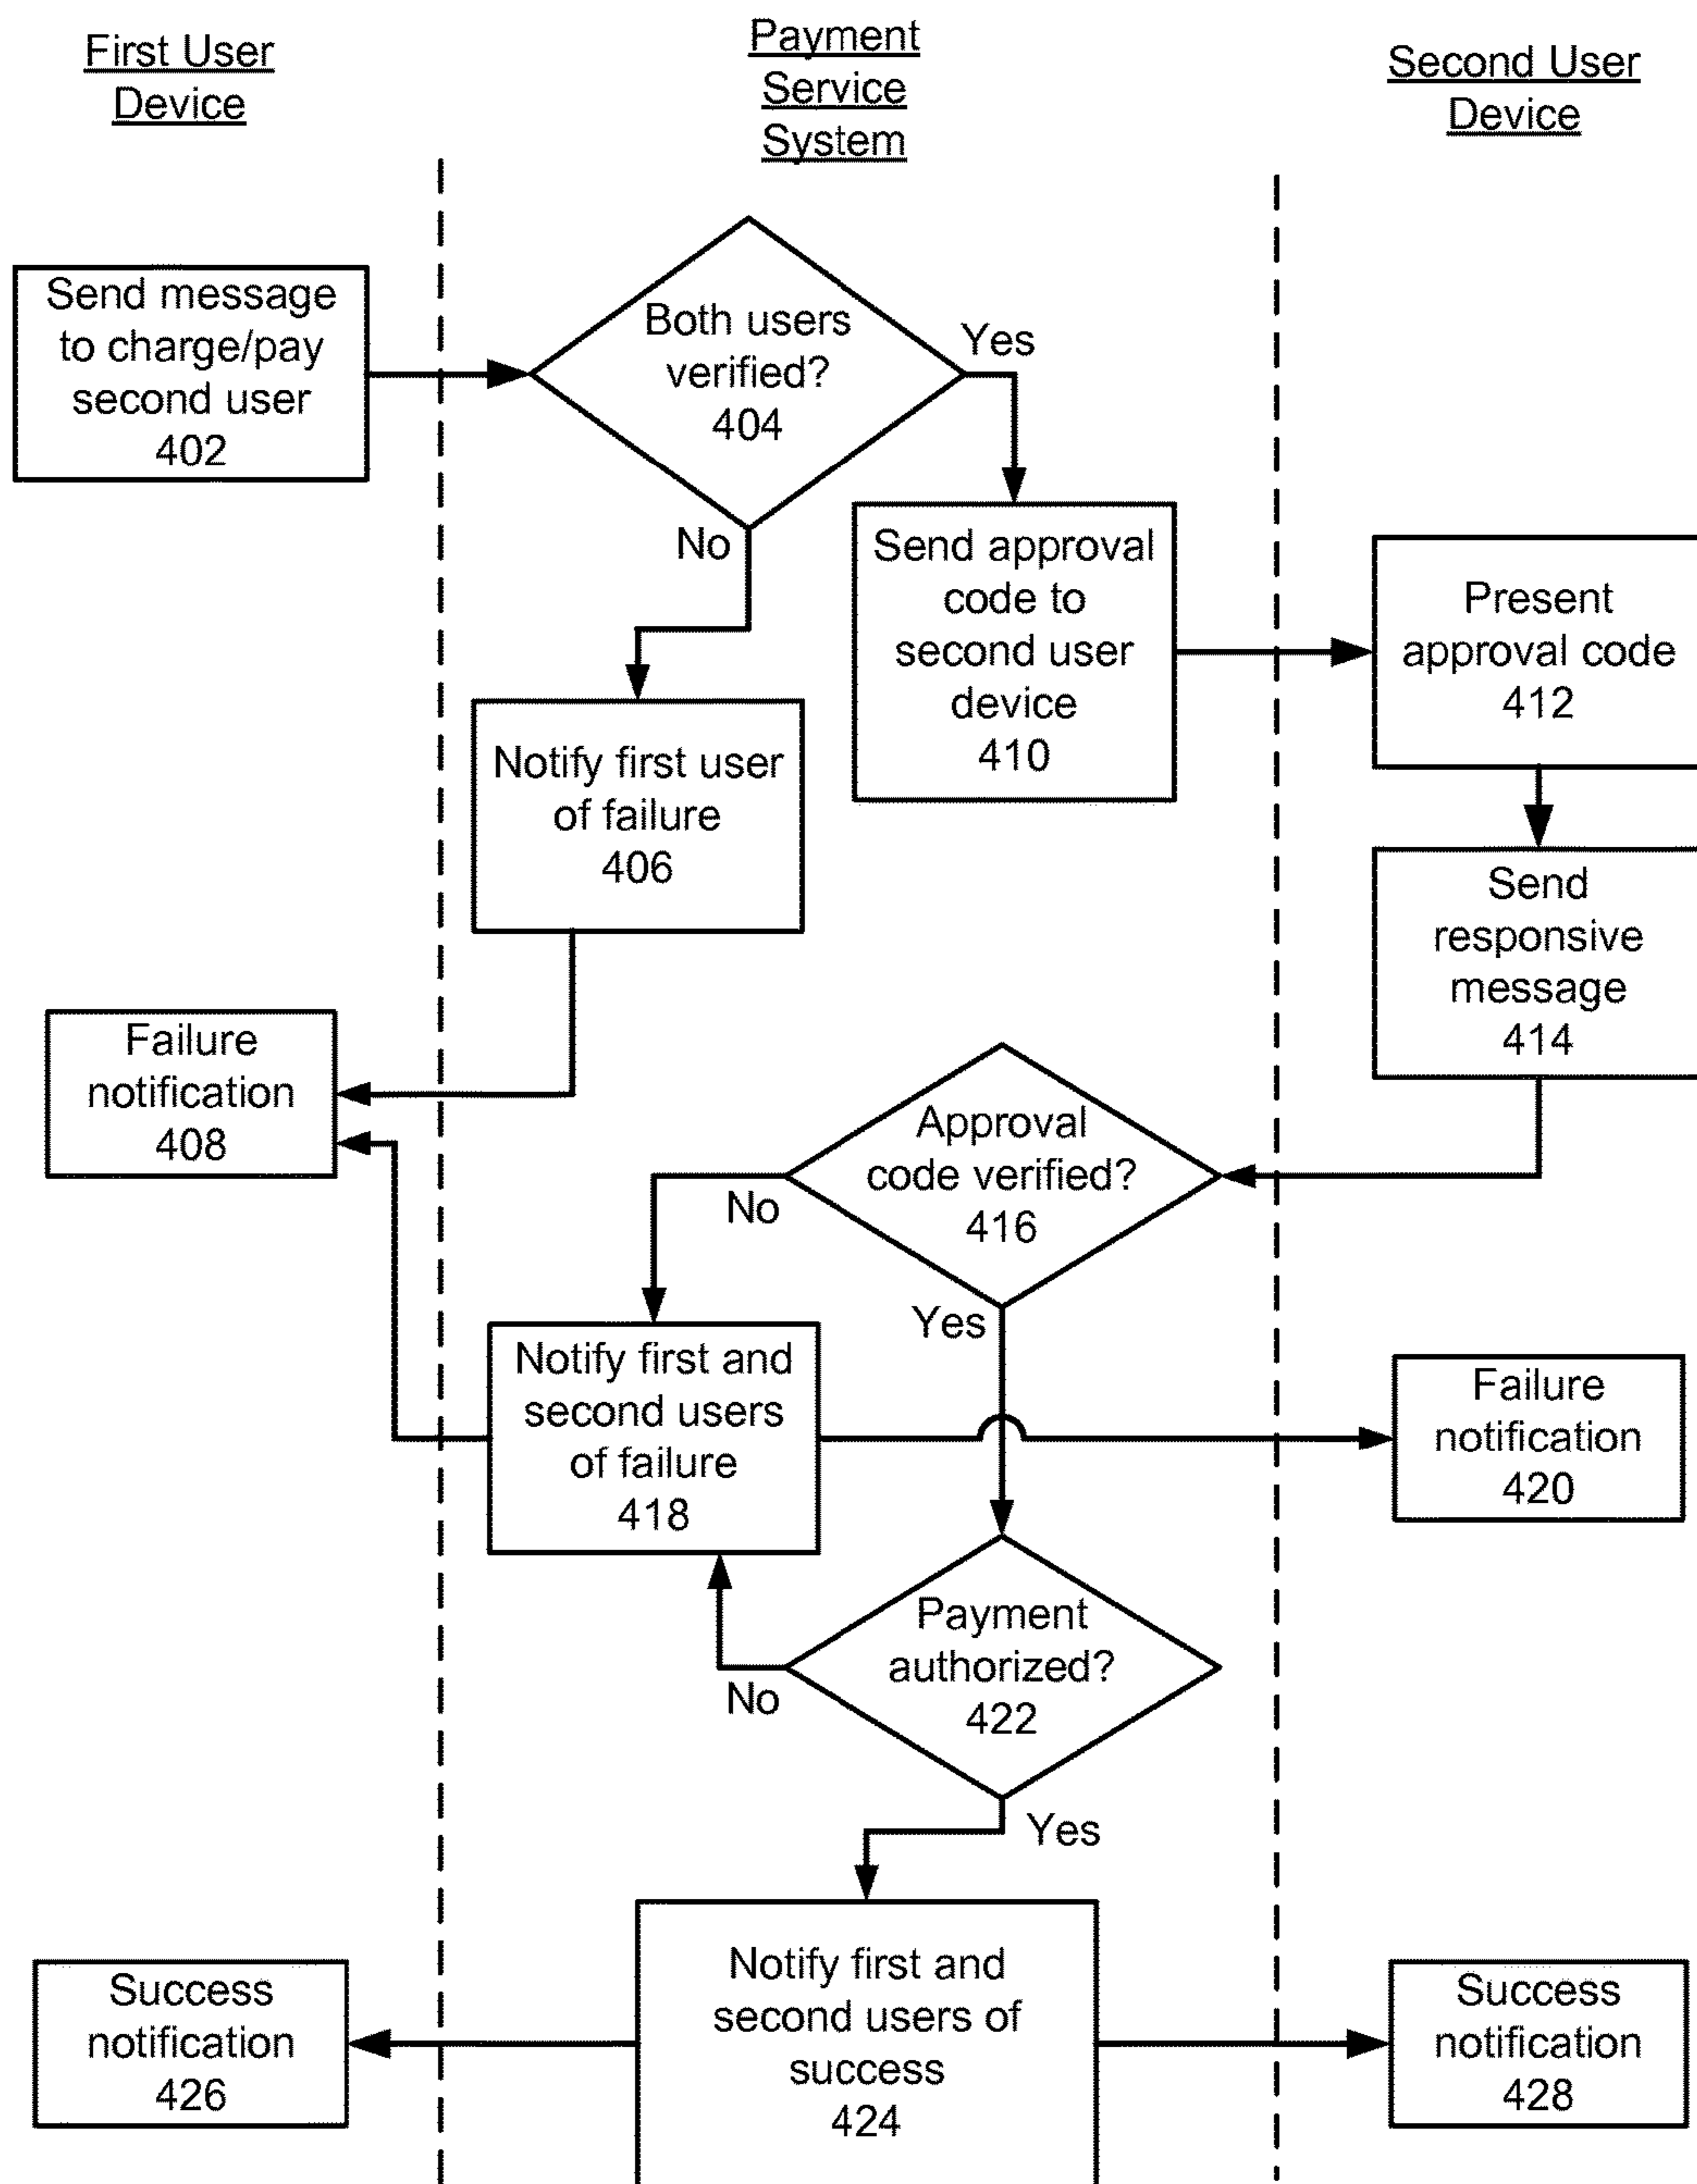 First User
Device
Payment
Service
System
Second User
Device
Send message
to charge/pay
second user
402
Both users
verified?
404
Yes
No
Send approval
code to
second user
device
410
Present
approval code
412
Notify first user
of failure
406
Send
responsive
message
414
Failure
notification
408
Approval
code verified?
416
No
Yes
Notify first and
second users
of failure
418
Failure
notification
420
Payment
authorized?
422
No
Yes
Notify first and
second users of
success
424
Success
notification
426
Success
notification
428